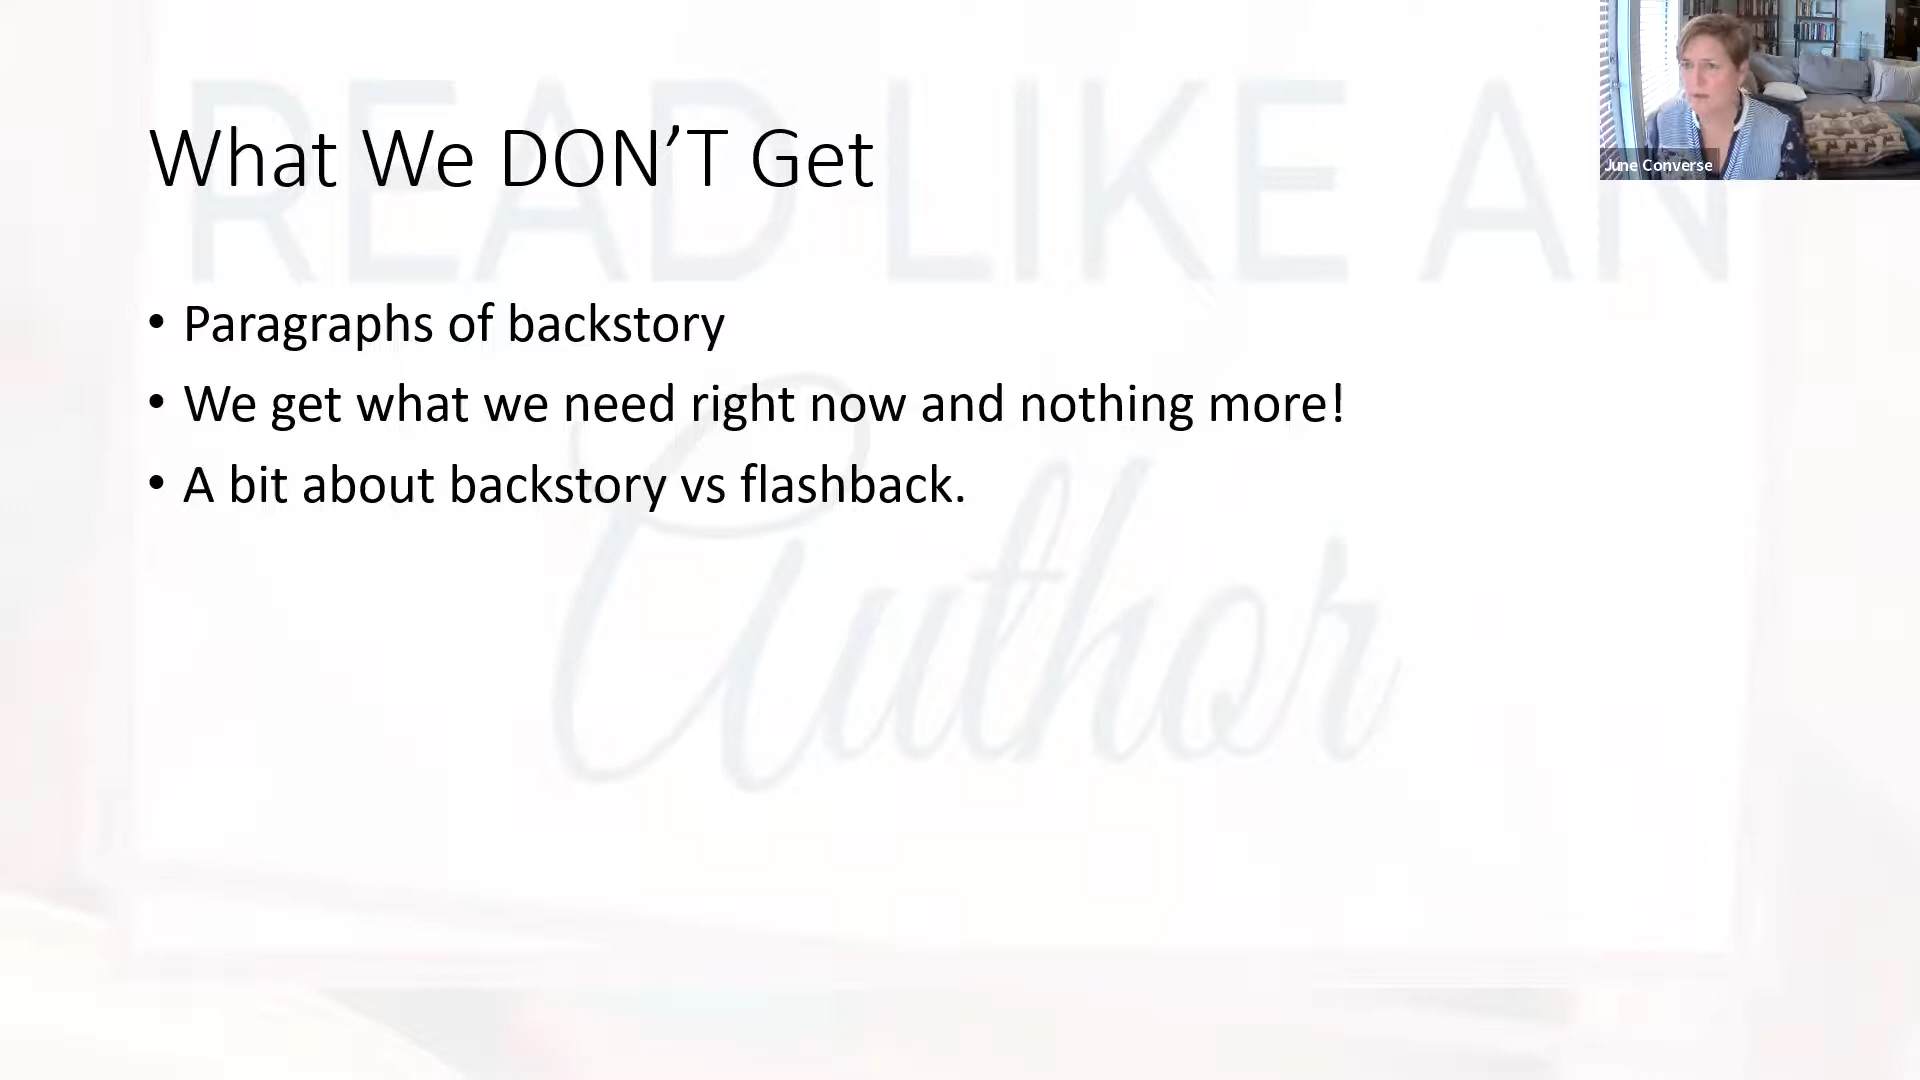 READ LIKE AN
Author
What We DON’T Get
• Paragraphs of backstory
• We get what we need right now and nothing more!
• A bit about backstory vs flashback.
June Converse